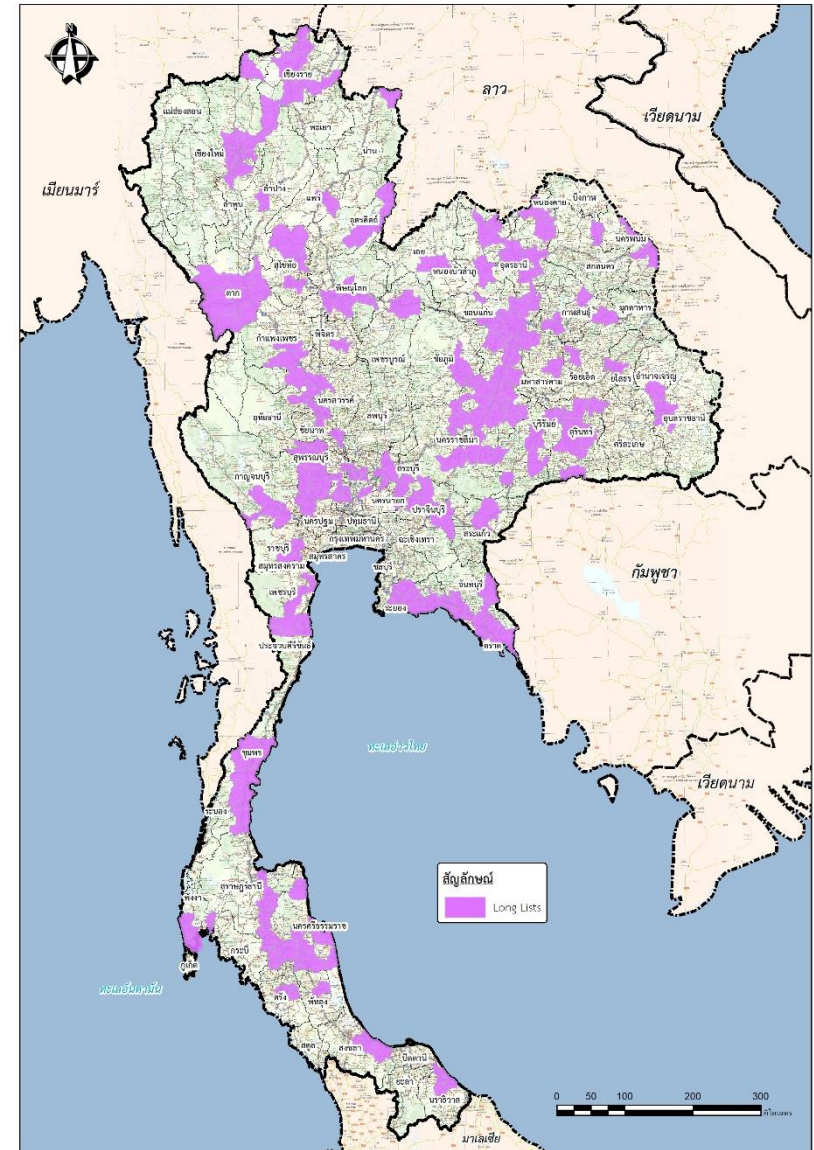 N
ลาว
เวียดนาม
เมียนมาร์
เชียงราย
แม่ฮ่องสอน
พะเยา
เชียงใหม่
น่าน
ลำปาง
ลำพูน
แพร่
อุตรดิตถ์
หนองคาย
บึงกาฬ
นครพนม
เลย
สุโขทัย
หนองบัวลำภู
อุดรธานี
สกลนคร
ตาก
พิษณุโลก
ขอนแก่น
กาฬสินธุ์
มุกดาหาร
กำแพงเพชร
พิจิตร
เพชรบูรณ์
ชัยภูมิ
มหาสารคาม
ร้อยเอ็ด
ยโสธร
อำนาจเจริญ
นครสวรรค์
อุทัยธานี
ลพบุรี
ชัยนาท
นครราชสีมา
บุรีรัมย์
สุรินทร์
ศรีสะเกษ
อุบลราชธานี
สุพรรณบุรี
สระบุรี
กาญจนบุรี
นครนายก
ปราจีนบุรี
นครปฐม
ปทุมธานี
สระแก้ว
กรุงเทพมหานคร
ฉะเชิงเทรา
ราชบุรี
สมุทรสาคร
สมุทรสงคราม
ชลบุรี
กัมพูชา
เพชรบุรี
จันทบุรี
ระยอง
ตราด
ประจวบคีรีขันธ์
ทะเลอ่าวไทย
ชุมพร
เวียดนาม
ระนอง
สุราษฎร์ธานี
พังงา
นครศรีธรรมราช
กระบี่
ภูเก็ต
ทะเลอันดามัน
ตรัง
พัทลุง
สตูล
สงขลา
ปัตตานี
ยะลา
นราธิวาส
มาเลเซีย
สัญลักษณ์
Long Lists
0 50 100 200 300
กิโลเมตร